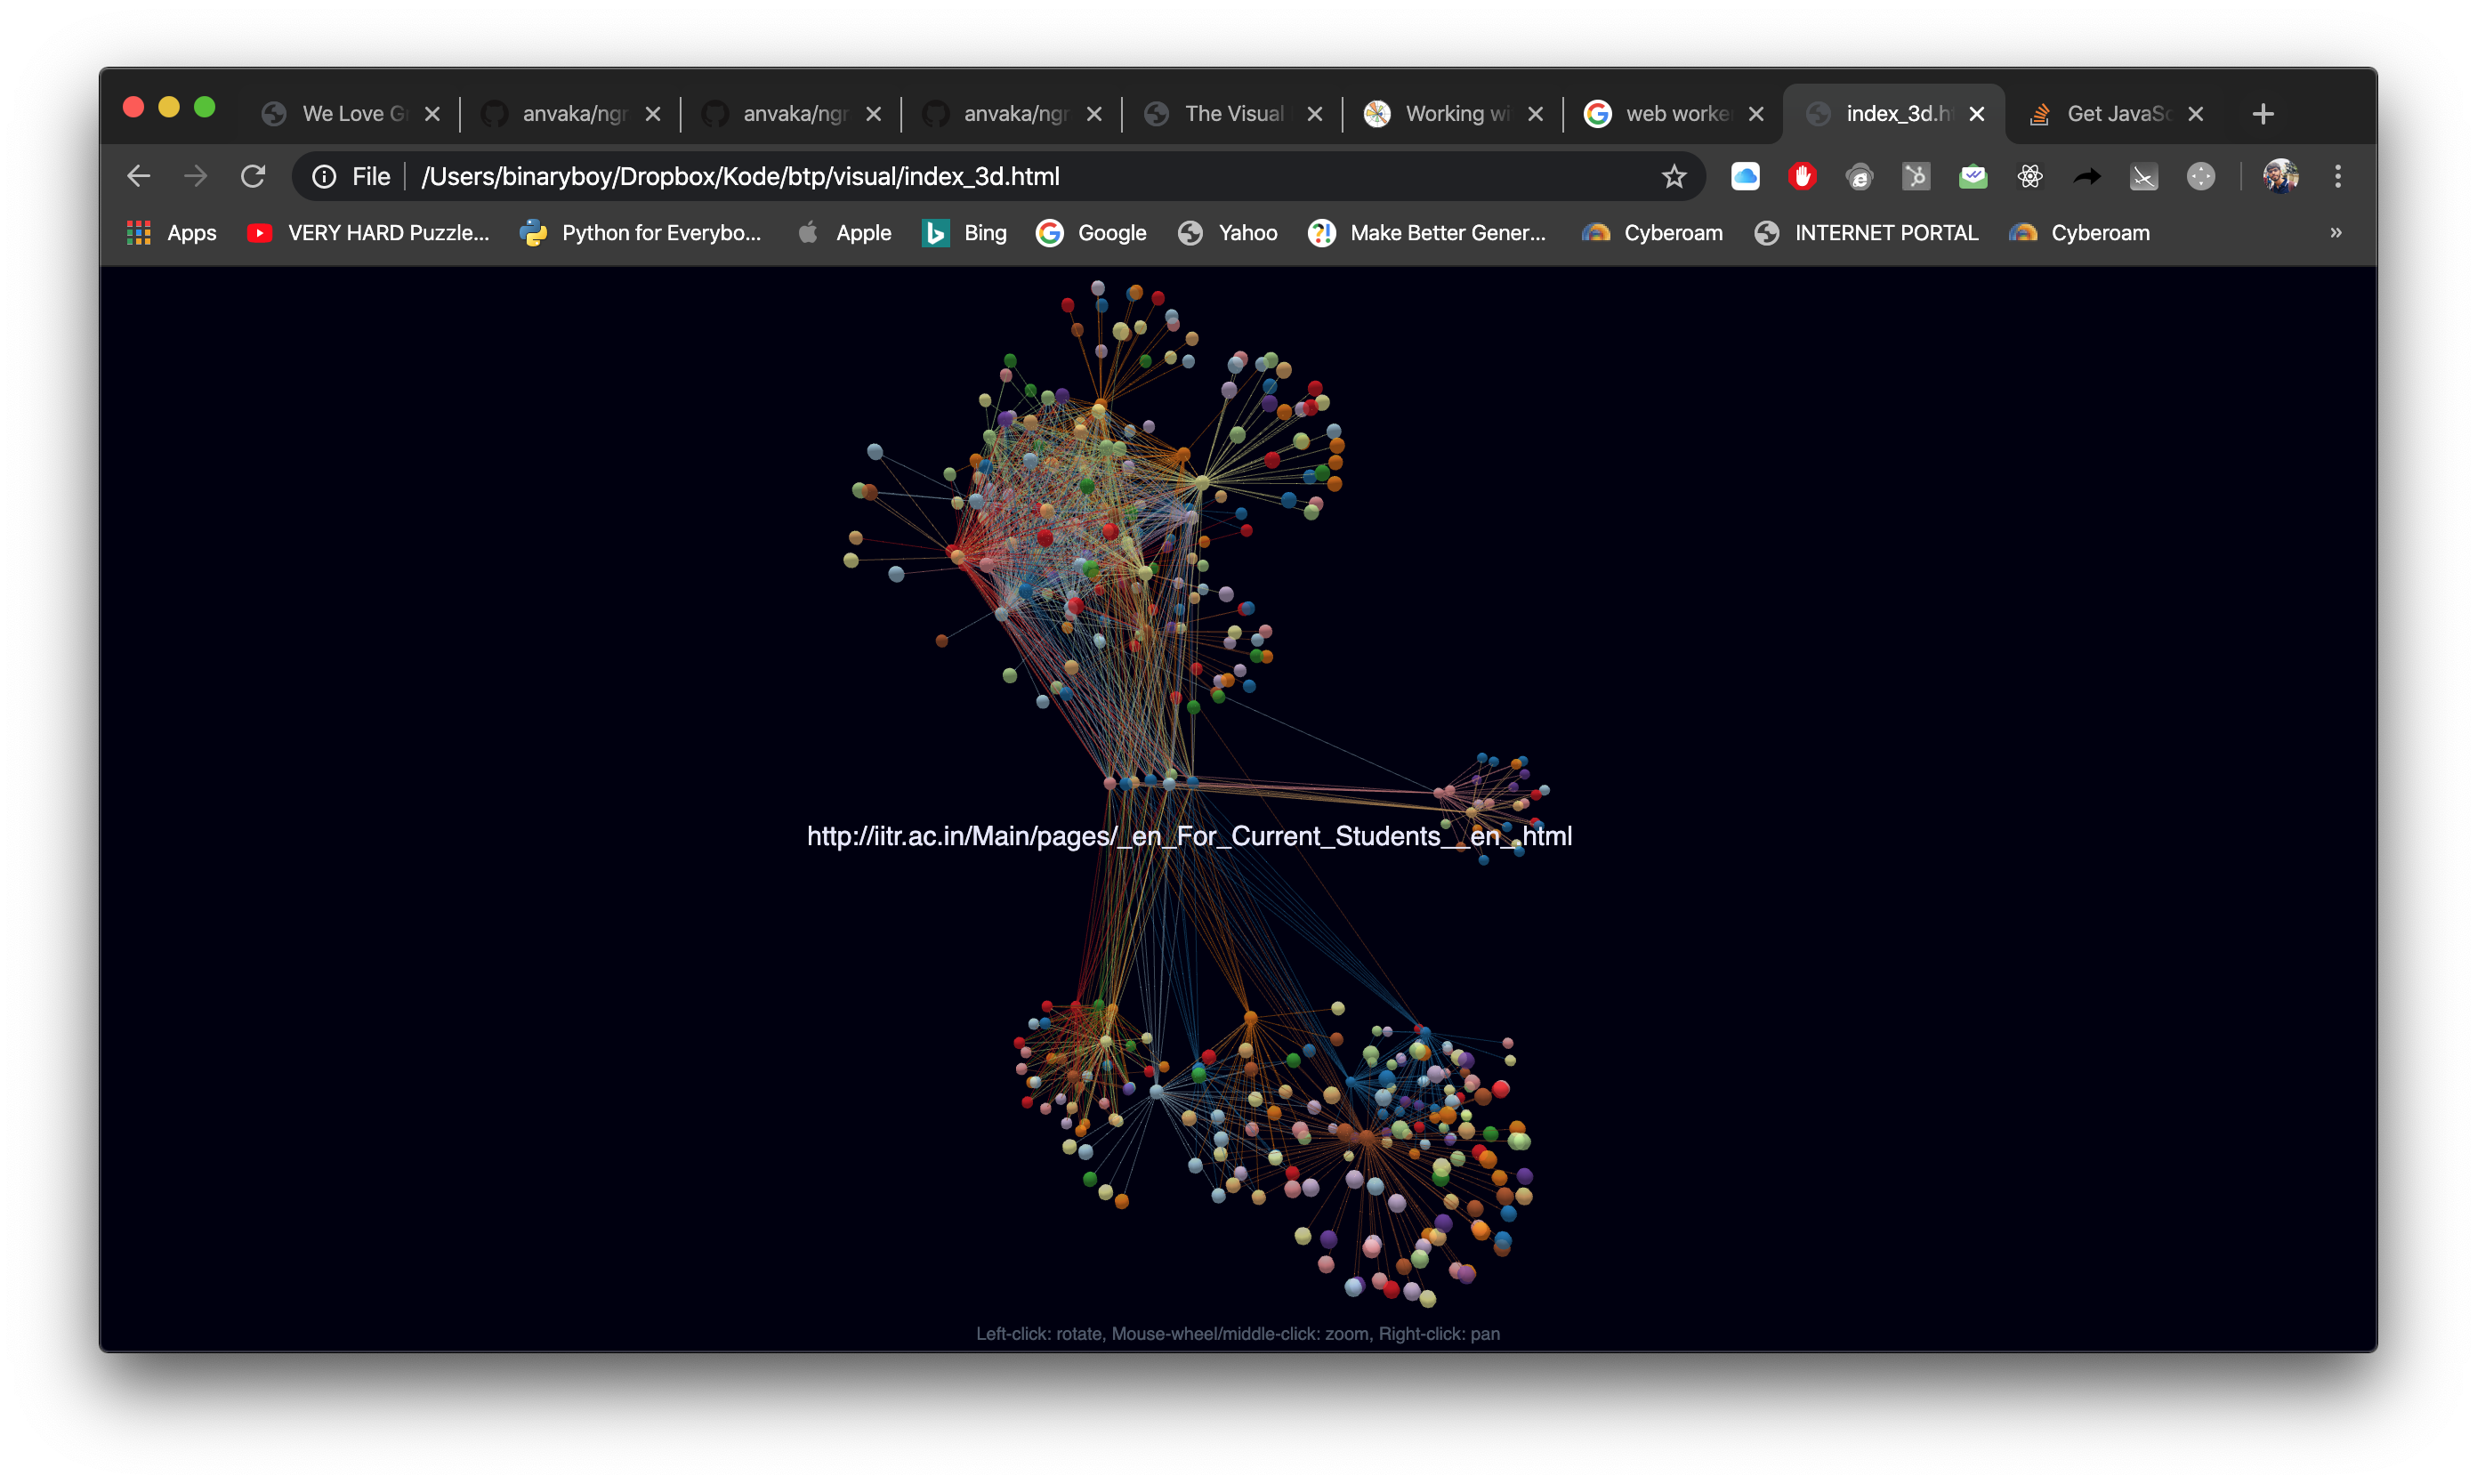 We Love Gr
anvaka/ngr
anvaka/ngr
anvaka/ngr
The Visual
Working wi
web worke
index_3d.h
Get JavaSc
File /Users/binaryboy/Dropbox/Kode/btp/visual/index_3d.html
Apps VERY HARD Puzzle... Python for Everybo... Apple Bing Google Yahoo Make Better Gener... Cyberoam INTERNET PORTAL Cyberoam »
http://iitr.ac.in/Main/pages/_en_For_Current_Students__en_html
Left-click: rotate, Mouse-wheel/middle-click: zoom, Right-click: pan